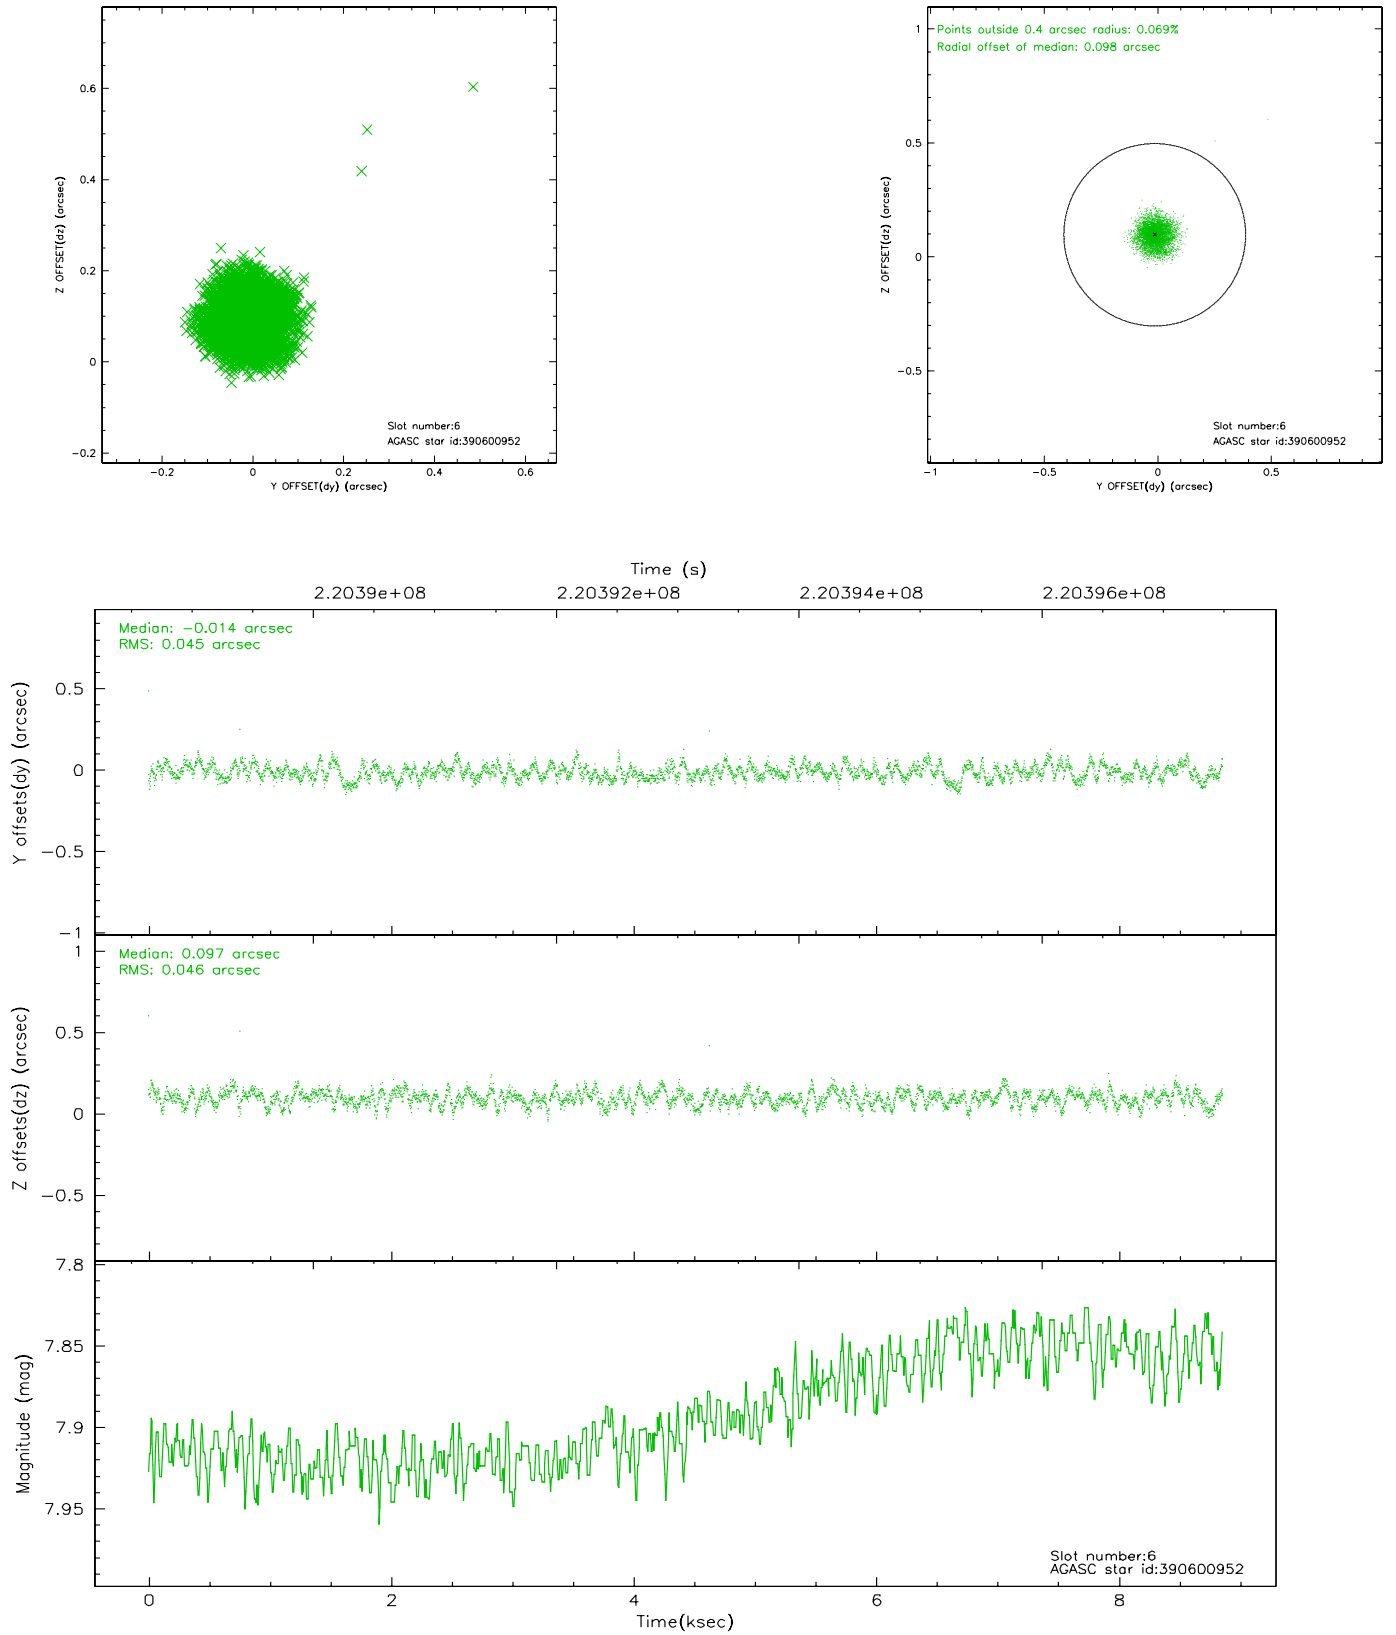 0.6
0.4
0.2
0
−0.2
−0.2
0
0.2
0.4
0.6
Z OFFSET(dz) (arcsec)
Y OFFSET(dy) (arcsec)
Slot number:6
AGASC star id:390600952
Points outside 0.4 arcsec radius: 0.069%
Radial offset of median: 0.098 arcsec
1
0.5
0
−0.5
−1
−0.5
0
0.5
Z OFFSET(dz) (arcsec)
Y OFFSET(dy) (arcsec)
Slot number:6
AGASC star id:390600952
Time (s)
2.2039e+08
2.20392e+08
2.20394e+08
2.20396e+08
Median: −0.014 arcsec
RMS: 0.045 arcsec
0.5
0
−0.5
−1
Y offsets(dy) (arcsec)
Median: 0.097 arcsec
RMS: 0.046 arcsec
1
0.5
0
−0.5
Z offsets(dz) (arcsec)
7.8
7.85
7.9
7.95
Magnitude (mag)
Slot number:6
AGASC star id:390600952
0
2
4
6
8
Time(ksec)